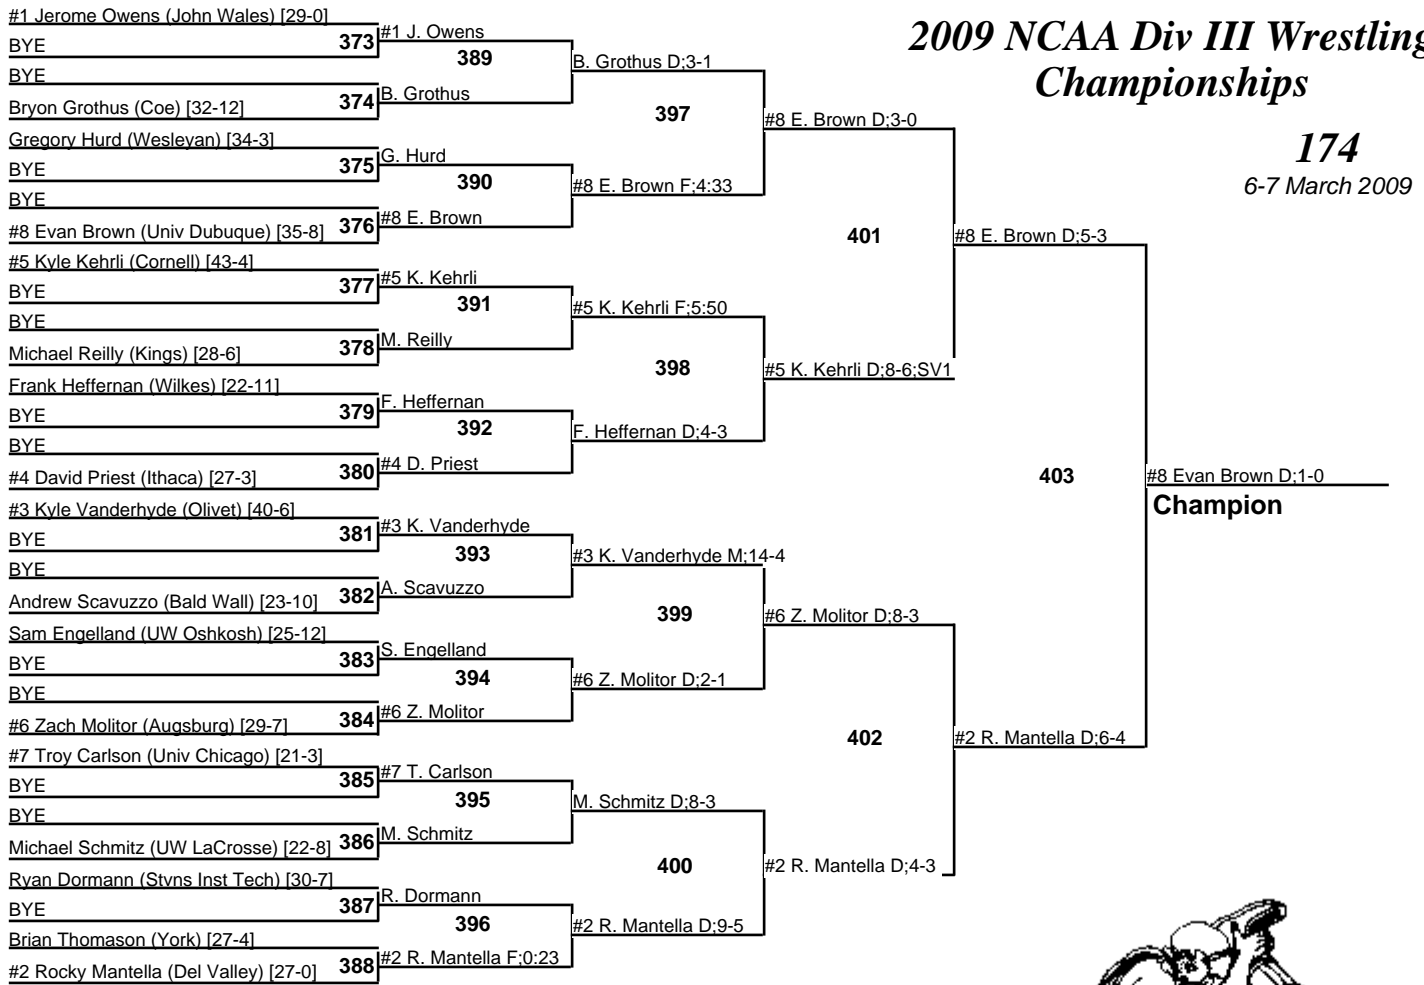 2009 NCAA Div III Wrestling
Championships
174
6-7 March 2009
#1 Jerome Owens (John Wales) [29-0]
BYE
373
BYE
Bryon Grothus (Coe) [32-12]
374
Gregory Hurd (Wesleyan) [34-3]
BYE
375
BYE
#8 Evan Brown (Univ Dubuque) [35-8]
376
#5 Kyle Kehrli (Cornell) [43-4]
BYE
377
BYE
Michael Reilly (Kings) [28-6]
378
Frank Heffernan (Wilkes) [22-11]
BYE
379
BYE
#4 David Priest (Ithaca) [27-3]
380
#3 Kyle Vanderhyde (Olivet) [40-6]
BYE
381
BYE
Andrew Scavuzzo (Bald Wall) [23-10]
382
Sam Engelland (UW Oshkosh) [25-12]
BYE
383
BYE
#6 Zach Molitor (Augsburg) [29-7]
384
#7 Troy Carlson (Univ Chicago) [21-3]
BYE
385
BYE
Michael Schmitz (UW LaCrosse) [22-8]
386
Ryan Dormann (Stvns Inst Tech) [30-7]
BYE
387
Brian Thomason (York) [27-4]
#2 Rocky Mantella (Del Valley) [27-0]
388
#1 J. Owens
389
B. Grothus
G. Hurd
390
#8 E. Brown
#5 K. Kehrli
391
M. Reilly
F. Heffernan
392
#4 D. Priest
#3 K. Vanderhyde
393
A. Scavuzzo
S. Engelland
394
#6 Z. Molitor
#7 T. Carlson
395
M. Schmitz
R. Dormann
396
#2 R. Mantella F;0:23
B. Grothus D;3-1
397
#8 E. Brown F;4:33
#5 K. Kehrli F;5:50
398
F. Heffernan D;4-3
#3 K. Vanderhyde M;14-4
399
#6 Z. Molitor D;2-1
M. Schmitz D;8-3
400
#2 R. Mantella D;9-5
#8 E. Brown D;3-0
401
#5 K. Kehrli D;8-6;SV1
#6 Z. Molitor D;8-3
402
#2 R. Mantella D;4-3
#8 E. Brown D;5-3
403
#2 R. Mantella D;6-4
#8 Evan Brown D;1-0
Champion